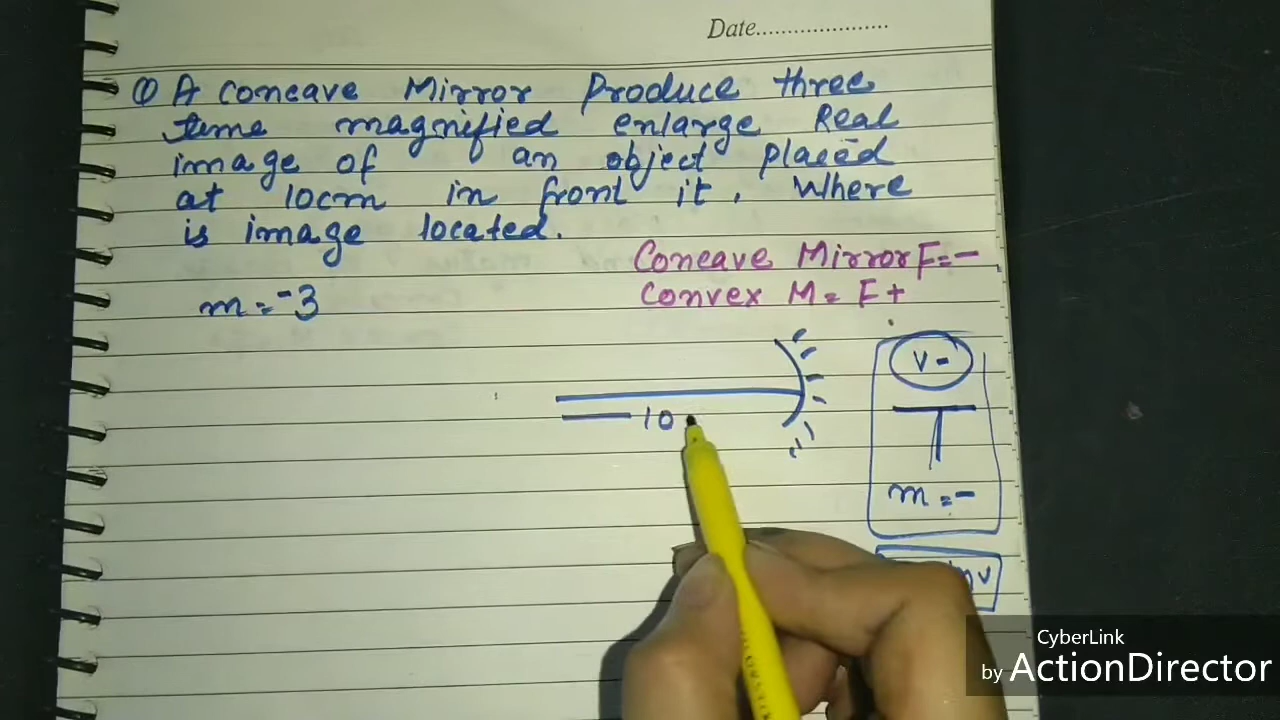 Date....................
① A Concave Mirror Produce three
time magnified enlarge Real
image of an object placed
at 10cm in front it. Where
is image located.
Concave Mirror F=-
Convex M= F+
m=-3
V-
T
m=-
10
CyberLink
by ActionDirector